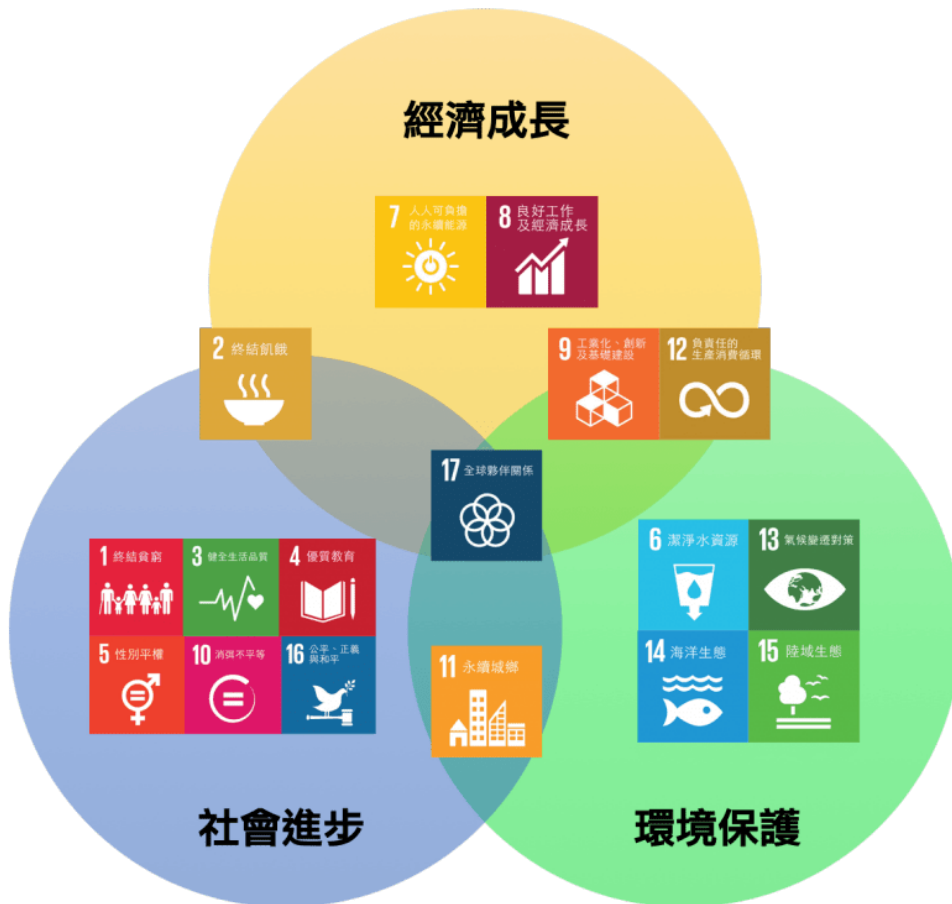 經濟成長
7 人人可負擔
的永續能源
8 良好工作
及經濟成長
2 終結飢餓
9 工業化、創新
及基礎建設
12 負責任的
生產消費循環
17 全球夥伴關係
1 終結貧窮
3 健全生活品質
4 優質教育
5 性別平權
10 消弭不平等
16 公平、正義
與和平
6 潔淨水資源
13 氣候變遷對策
14 海洋生態
15 陸域生態
11 永續城鄉
社會進步
環境保護